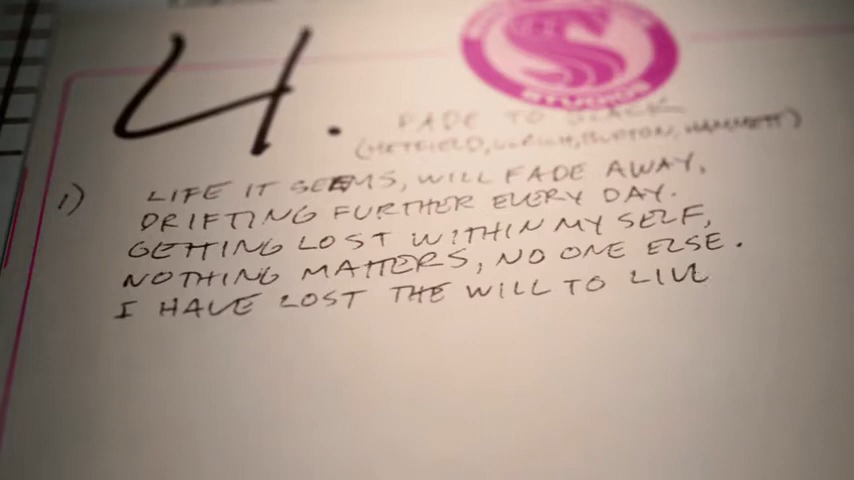 STUDIOS
4.
FADE TO BLACK
(HETFIELD, ULRICH, BURTON, HAMMETT)
1) LIFE IT SEEMS, WILL FADE AWAY,
DRIFTING FURTHER EVERY DAY.
GETTING LOST WITHIN MY SELF,
NOTHING MATTERS, NO ONE ELSE.
I HAVE LOST THE WILL TO LIVE